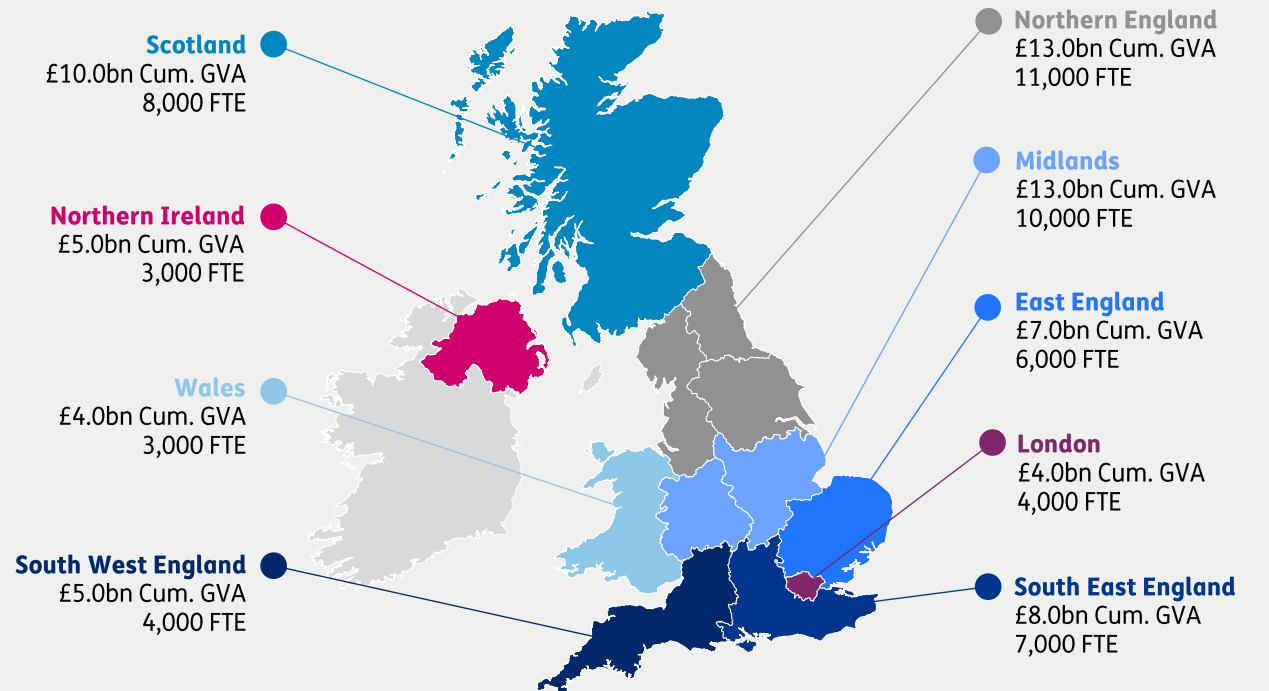 Scotland
£10.0bn Cum. GVA
8,000 FTE
Northern Ireland
£5.0bn Cum. GVA
3,000 FTE
Wales
£4.0bn Cum. GVA
3,000 FTE
South West England
£5.0bn Cum. GVA
4,000 FTE
Northern England
£13.0bn Cum. GVA
11,000 FTE
Midlands
£13.0bn Cum. GVA
10,000 FTE
East England
£7.0bn Cum. GVA
6,000 FTE
London
£4.0bn Cum. GVA
4,000 FTE
South East England
£8.0bn Cum. GVA
7,000 FTE